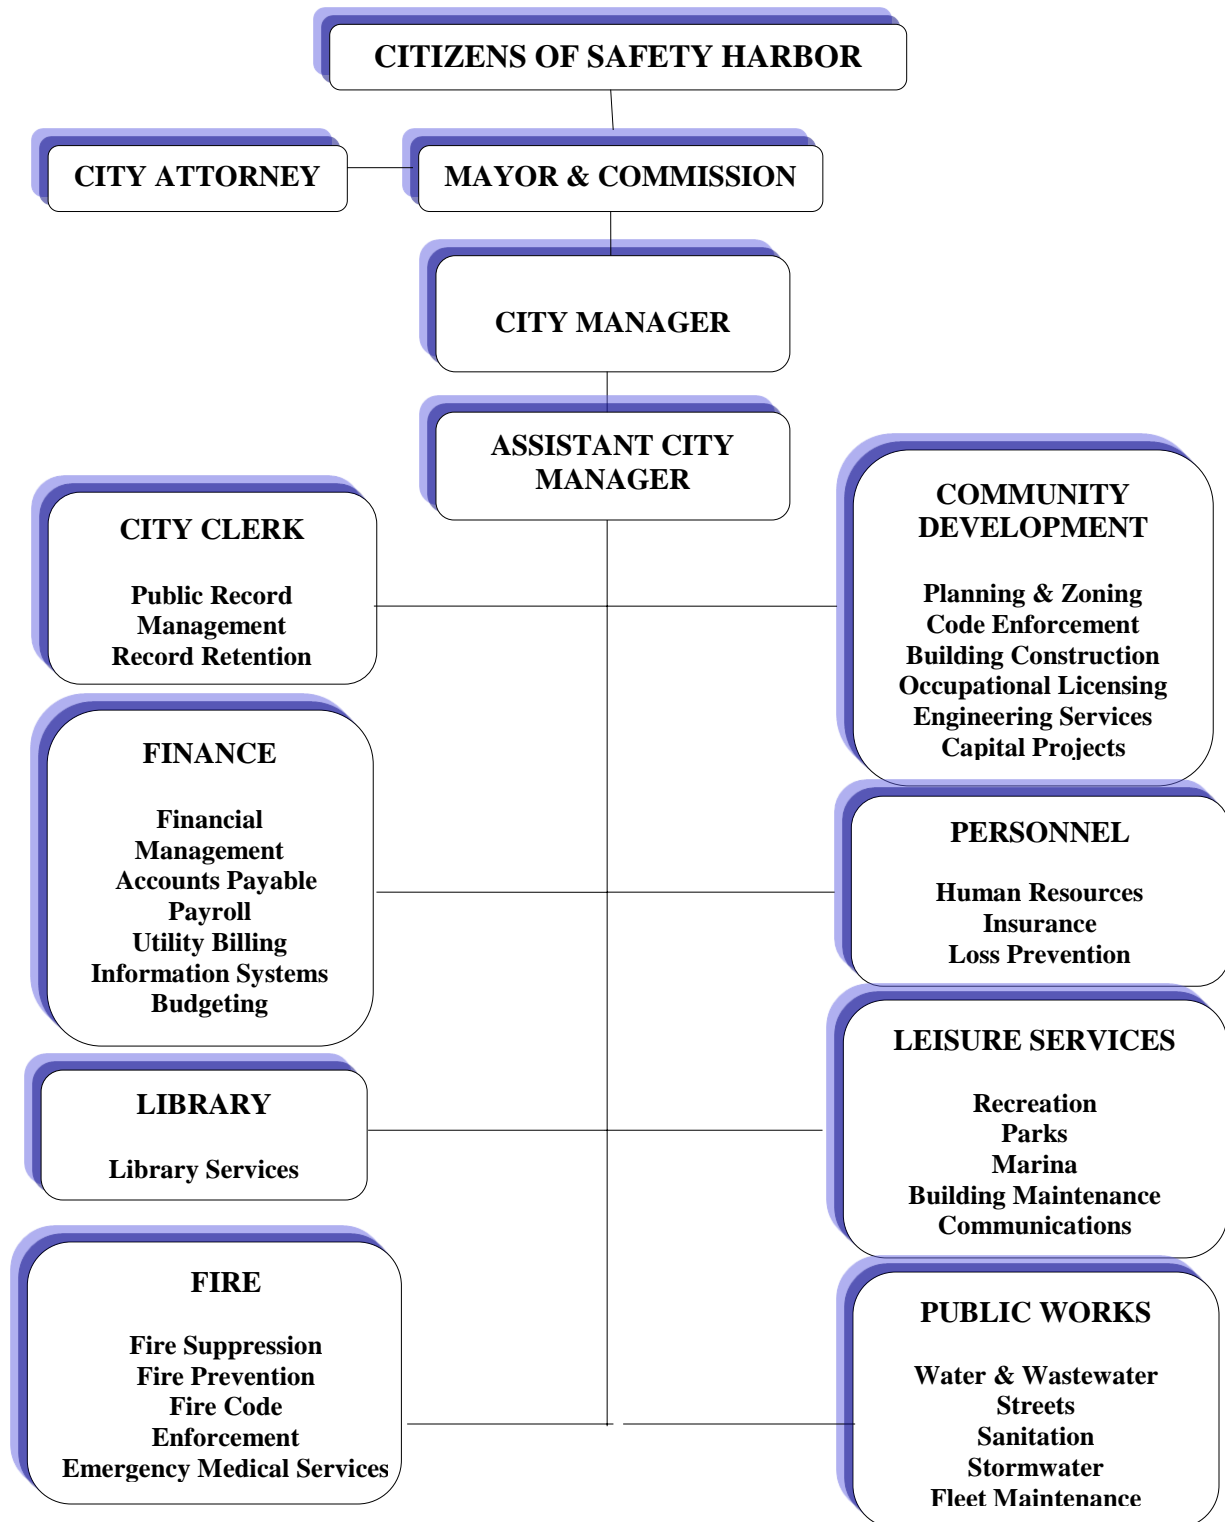 CITIZENS OF SAFETY HARBOR
CITY ATTORNEY
MAYOR & COMMISSION
CITY MANAGER
ASSISTANT CITY
MANAGER
CITY CLERK
Public Record
Management
Record Retention
COMMUNITY
DEVELOPMENT
Planning & Zoning
Code Enforcement
Building Construction
Occupational Licensing
Engineering Services
Capital Projects
FINANCE
Financial
Management
Accounts Payable
Payroll
Utility Billing
Information Systems
Budgeting
PERSONNEL
Human Resources
Insurance
Loss Prevention
LIBRARY
Library Services
LEISURE SERVICES
Recreation
Parks
Marina
Building Maintenance
Communications
FIRE
Fire Suppression
Fire Prevention
Fire Code
Enforcement
Emergency Medical Services
PUBLIC WORKS
Water & Wastewater
Streets
Sanitation
Stormwater
Fleet Maintenance